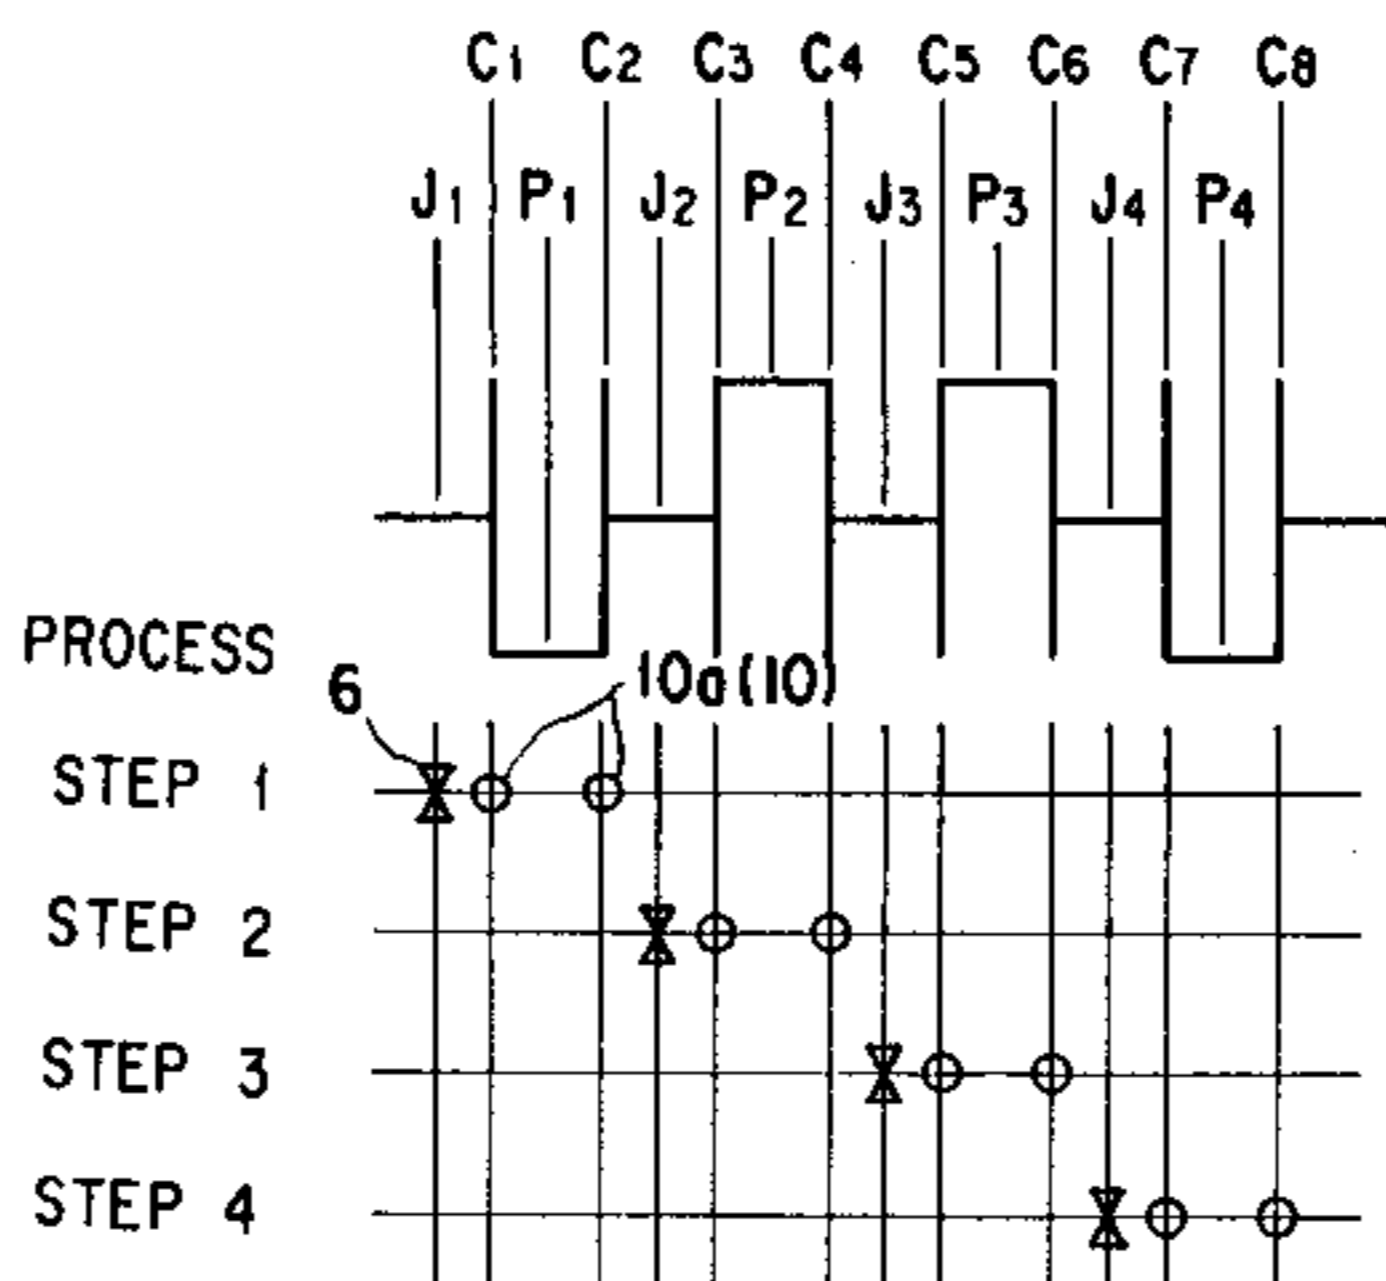 C1 C2 C3 C4 C5 C6 C7 C8
J1 P1 J2 P2 J3 P3 J4 P4
PROCESS
6 10a(10)
STEP 1
STEP 2
STEP 3
STEP 4